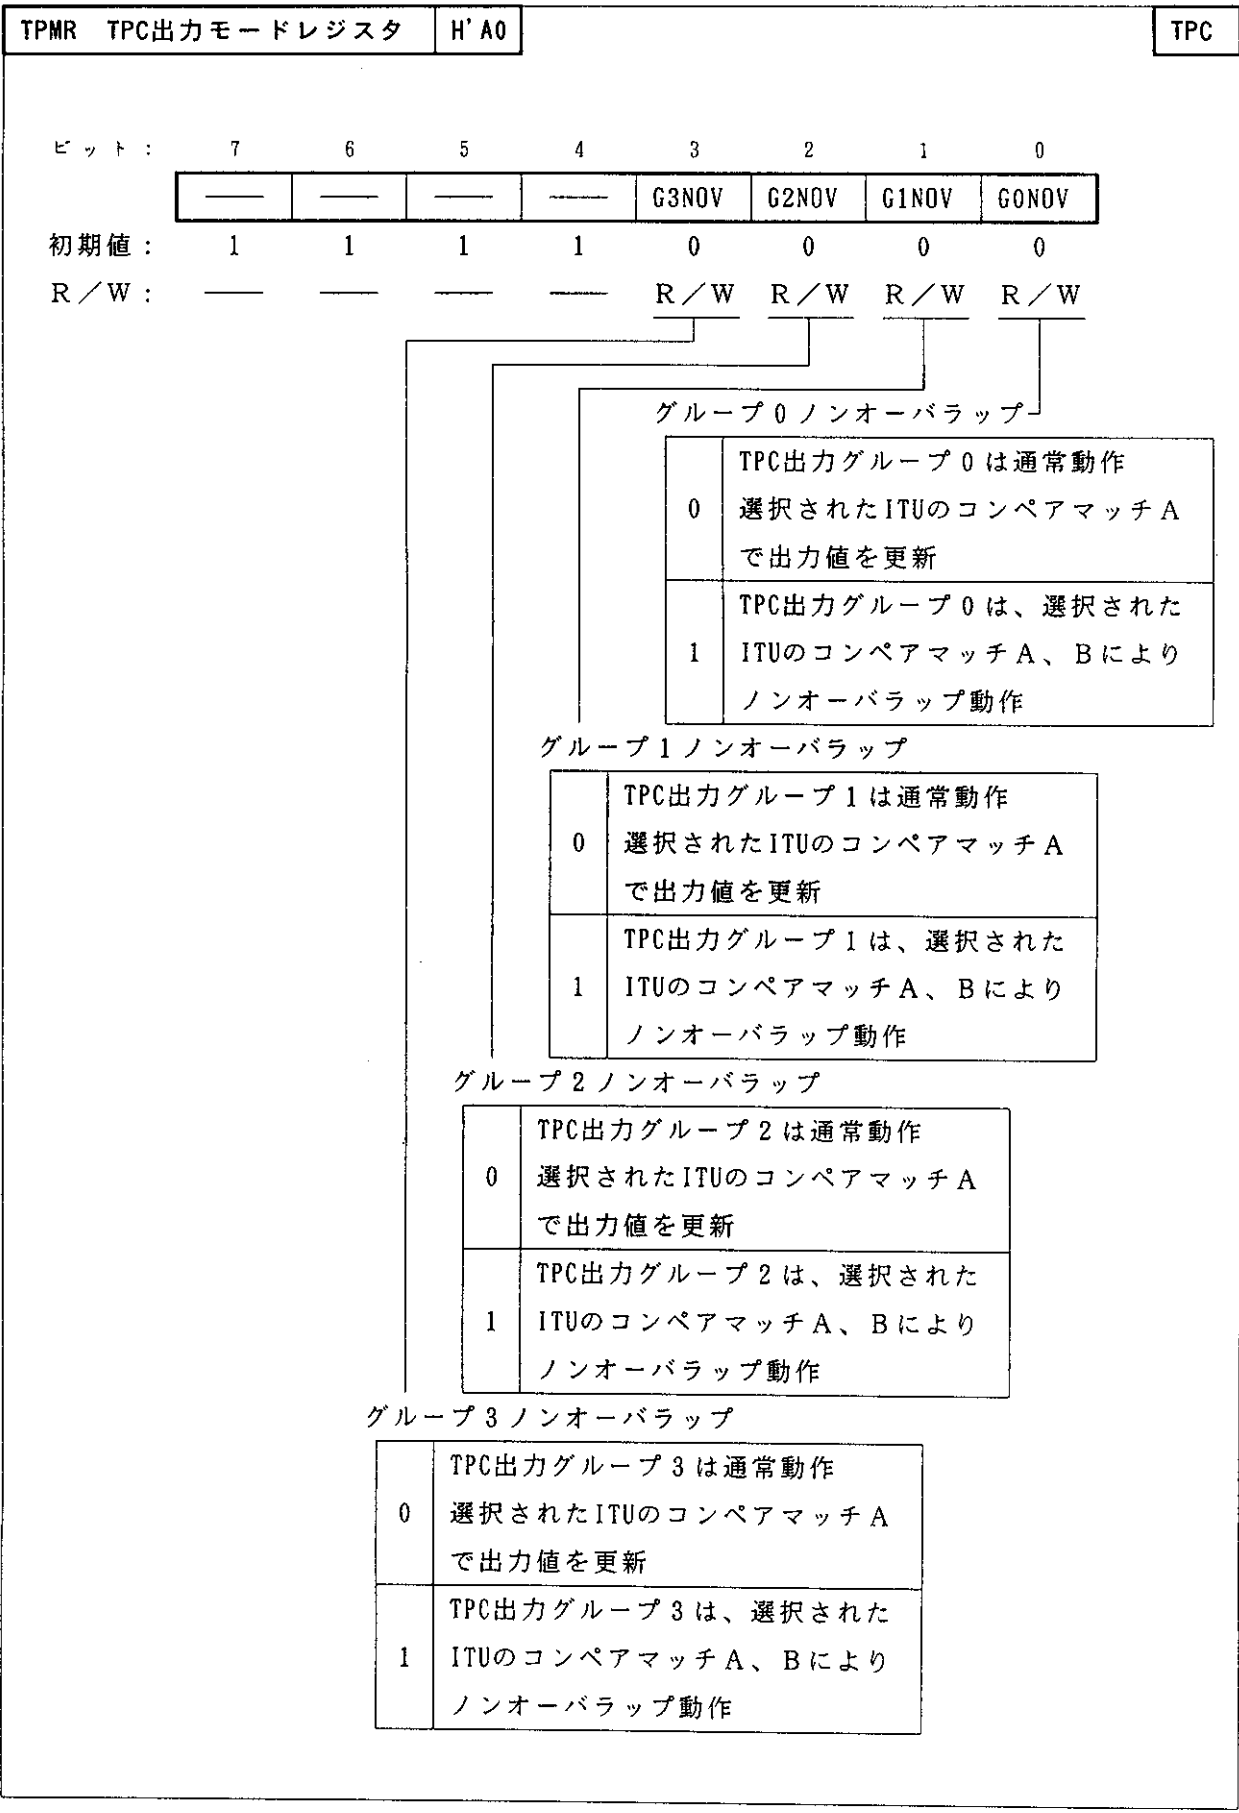 TPMR TPC出力モードレジスタ H'A0 TPC
ビット： 7 6 5 4 3 2 1 0
― ― ― ― G3NOV G2NOV G1NOV G0NOV
初期値： 1 1 1 1 0 0 0 0
R／W： ― ― ― ― R／W R／W R／W R／W
グループ0ノンオーバラップ
TPC出力グループ0は通常動作
0 選択されたITUのコンペアマッチA
で出力値を更新
TPC出力グループ0は、選択された
1 ITUのコンペアマッチA、Bにより
ノンオーバラップ動作
グループ1ノンオーバラップ
TPC出力グループ1は通常動作
0 選択されたITUのコンペアマッチA
で出力値を更新
TPC出力グループ1は、選択された
1 ITUのコンペアマッチA、Bにより
ノンオーバラップ動作
グループ2ノンオーバラップ
TPC出力グループ2は通常動作
0 選択されたITUのコンペアマッチA
で出力値を更新
TPC出力グループ2は、選択された
1 ITUのコンペアマッチA、Bにより
ノンオーバラップ動作
グループ3ノンオーバラップ
TPC出力グループ3は通常動作
0 選択されたITUのコンペアマッチA
で出力値を更新
TPC出力グループ3は、選択された
1 ITUのコンペアマッチA、Bにより
ノンオーバラップ動作